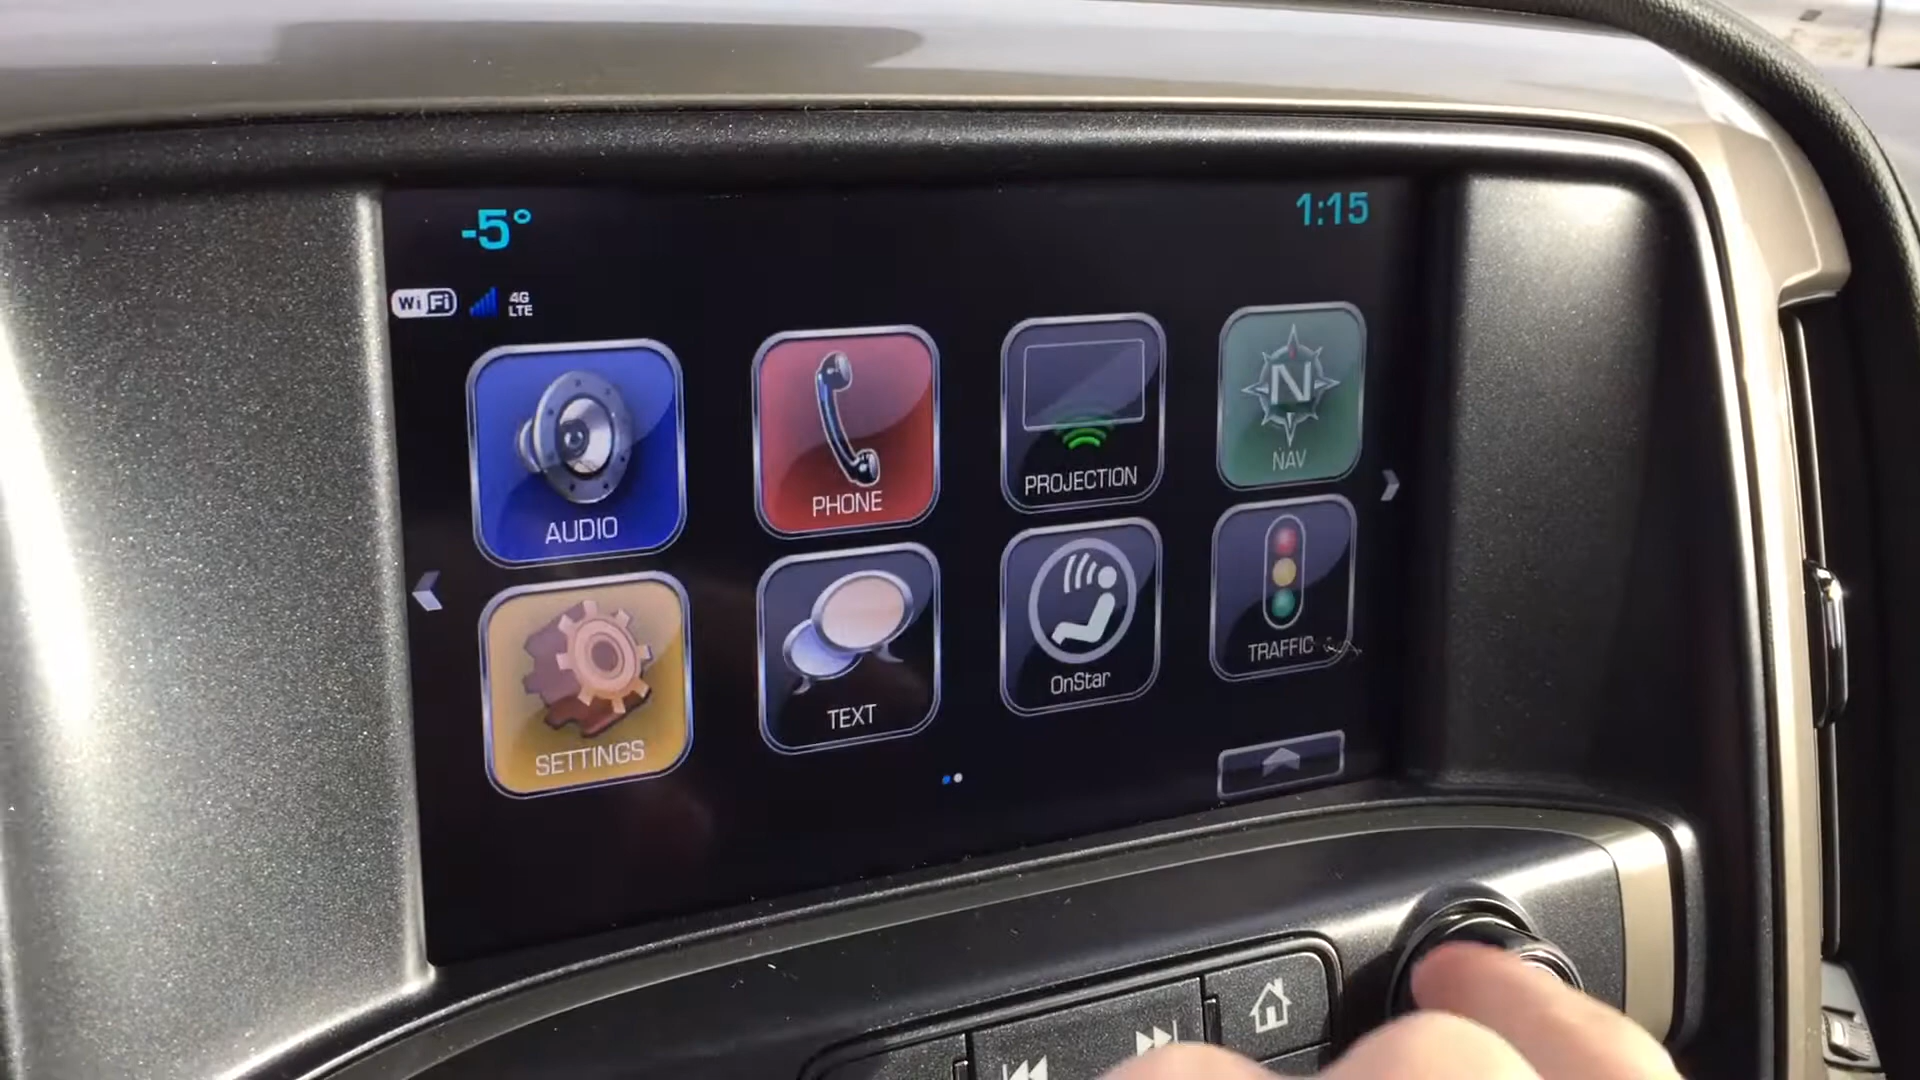 -5°
1:15
WiFi
4G
LTE
AUDIO
PHONE
PROJECTION
N
NAV
SETTINGS
TEXT
OnStar
TRAFFIC